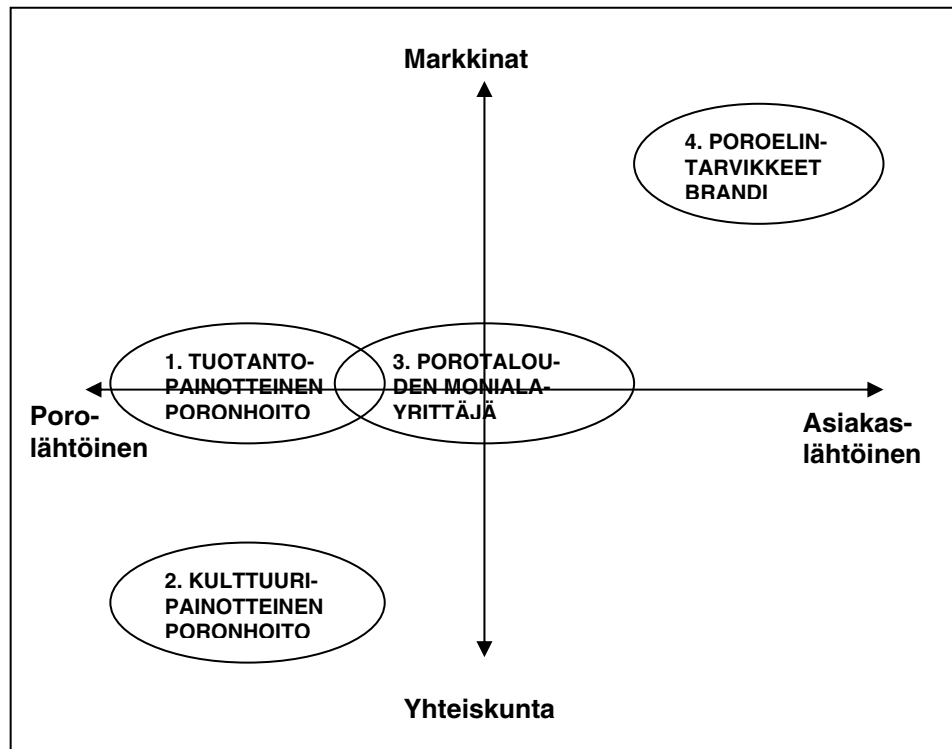 Markkinat
4. POROELIN-
TARVIKKEET
BRANDI
1. TUOTANTO-
PAINOTTEINEN
PORONHOITO
3. POROTALOU-
DEN MONIALA-
YRITTÄJÄ
Poro-
lähtöinen
Asiakas-
lähtöinen
2. KULTTUURI-
PAINOTTEINEN
PORONHOITO
Yhteiskunta